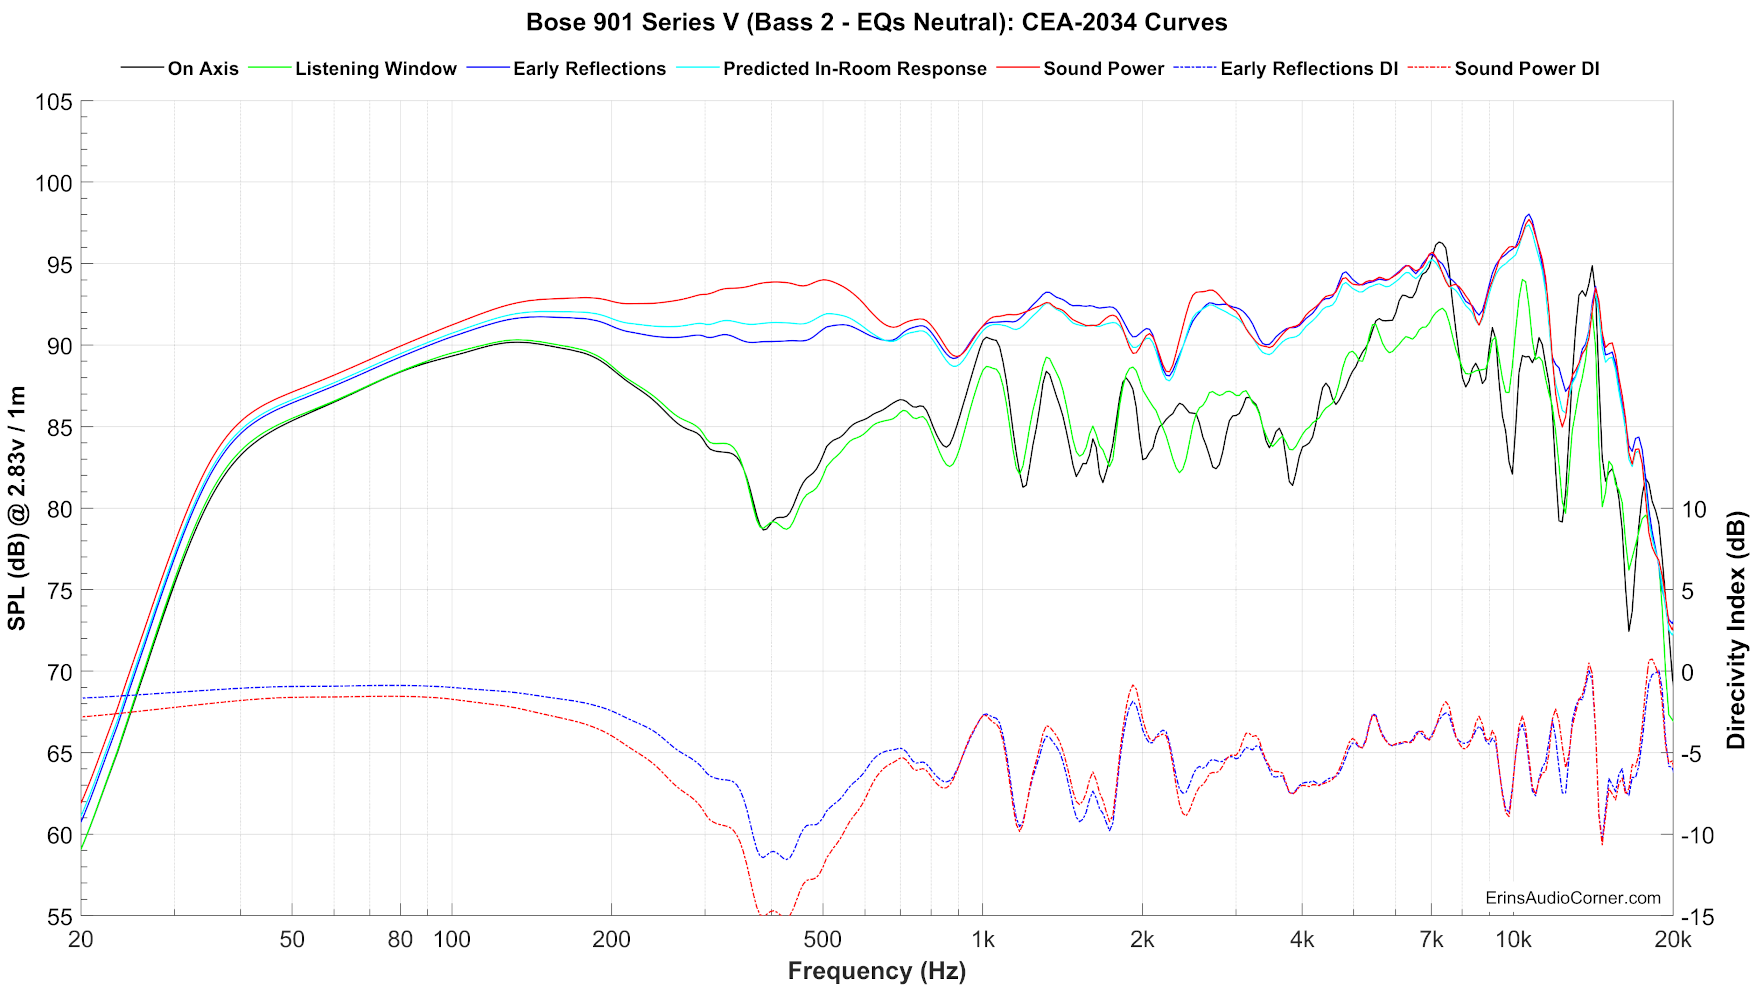 Bose 901 Series V (Bass 2 - EQs Neutral): CEA-2034 Curves
On Axis Listening Window Early Reflections Predicted In-Room Response Sound Power Early Reflections DI Sound Power DI
105
100
95
90
85
80 10
75 5
70 0
65 -5
60 -10
55 -15
SPL (dB) @ 2.83v / 1m
Direcivity Index (dB)
ErinsAudioCorner.com
20 50 80 100 200 500 1k 2k 4k 7k 10k 20k
Frequency (Hz)